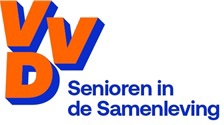 VVD
Senioren in
de Samenleving